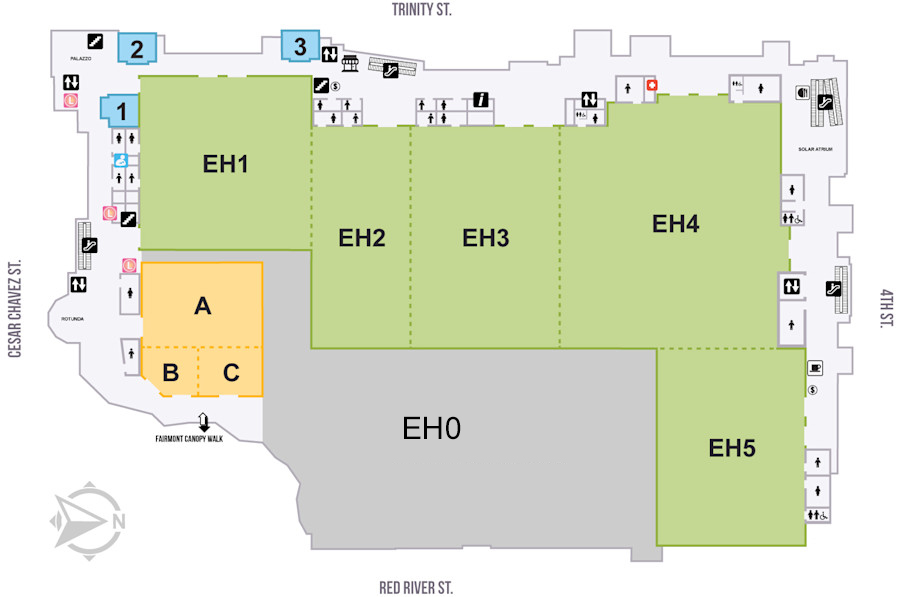 TRINITY ST.
2
3
PALAZZO
L
$
i
1
SOLAR ATRIUM
EH1
EH2
EH3
EH4
L
L
CESAR CHAVEZ ST.
4TH ST.
A
ROTUNDA
B
C
$
FAIRMONT CANOPY WALK
EH0
EH5
N
RED RIVER ST.